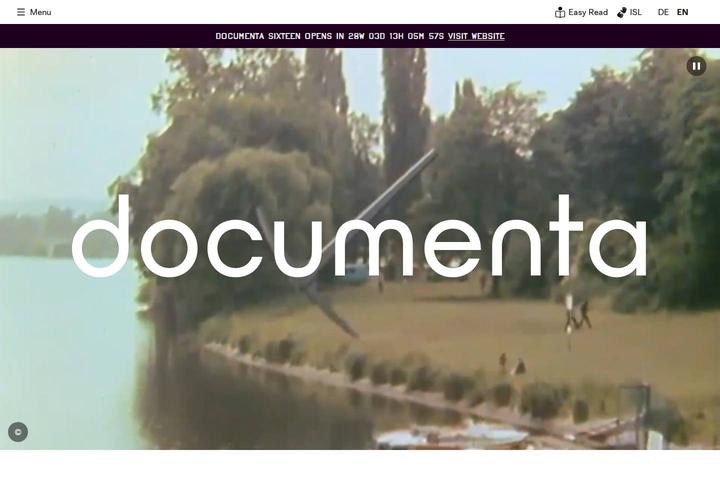 Menu
Easy Read
ISL
DE
EN
DOCUMENTA SIXTEEN OPENS IN 28W 03D 13H 05M 57S VISIT WEBSITE
documenta
©